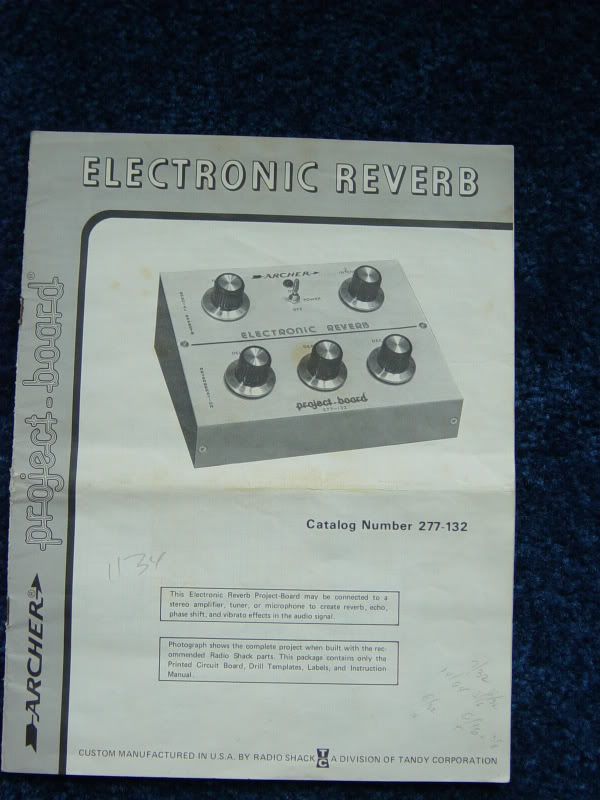 ELECTRONIC REVERB
project-board®
ARCHER®
ARCHER
POWER
OFF
ELECTRONIC REVERB
project-board
277-132
Catalog Number 277-132
1134
This Electronic Reverb Project-Board may be connected to a
stereo amplifier, tuner, or microphone to create reverb, echo,
phase shift, and vibrato effects in the audio signal.
Photograph shows the complete project when built with the rec-
ommended Radio Shack parts. This package contains only the
Printed Circuit Board, Drill Templates, Labels, and Instruction
Manual.
CUSTOM MANUFACTURED IN U.S.A. BY RADIO SHACK TC A DIVISION OF TANDY CORPORATION